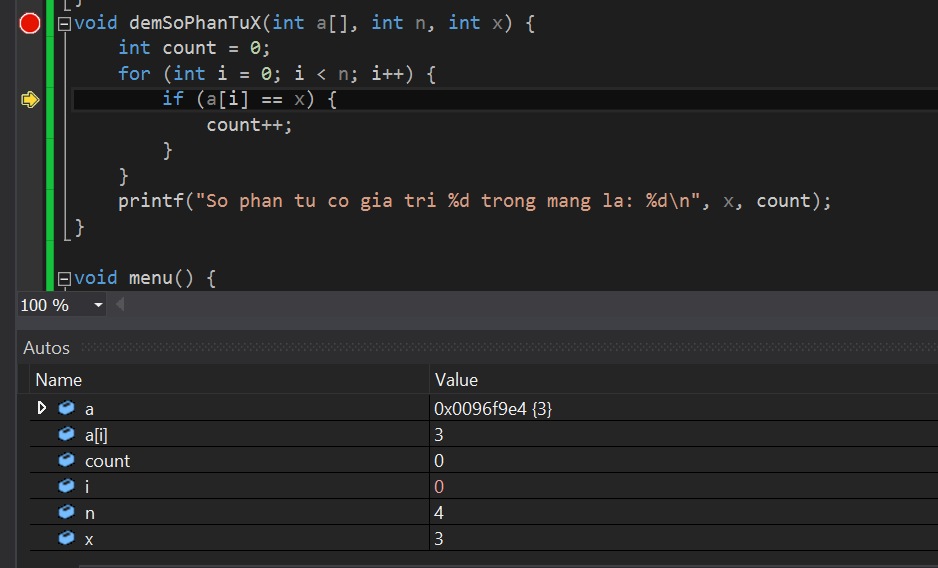 }
void demSoPhanTuX(int a[], int n, int x) {
int count = 0;
for (int i = 0; i < n; i++) {
if (a[i] == x) {
count++;
}
}
printf("So phan tu co gia tri %d trong mang la: %d\n", x, count);
}
void menu() {
100 %
Autos
Name Value
a 0x0096f9e4 {3}
a[i] 3
count 0
i 0
n 4
x 3